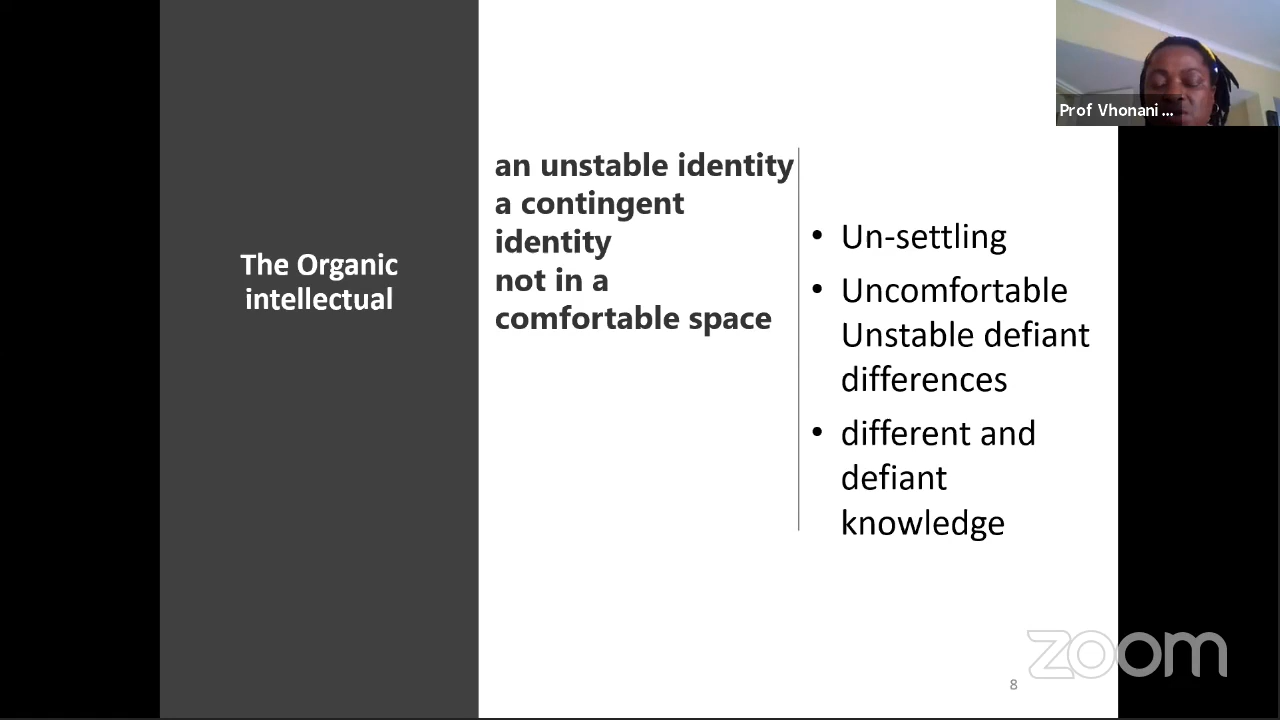 Prof Vhonani ...
The Organic
intellectual
an unstable identity
a contingent
identity
not in a
comfortable space
• Un-settling
• Uncomfortable
Unstable defiant
differences
• different and
defiant
knowledge
8
zoom